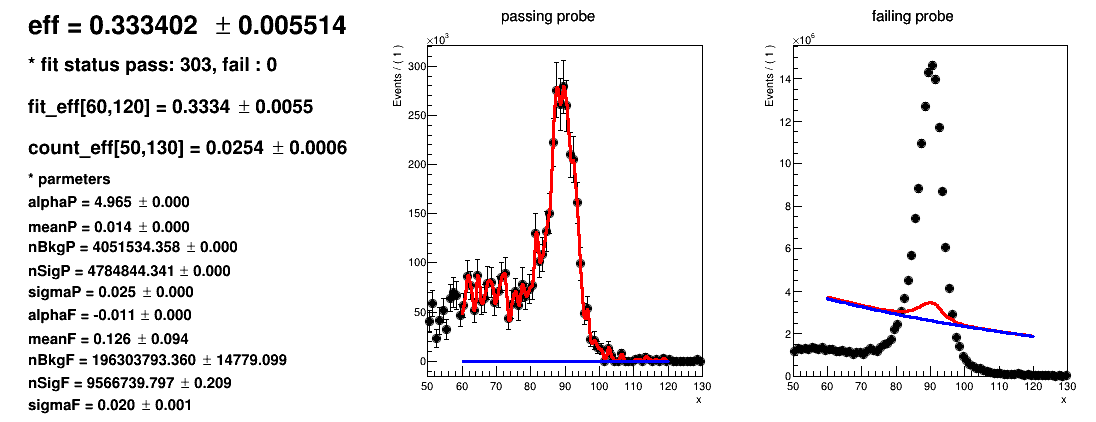 eff = 0.333402 ± 0.005514
* fit status pass: 303, fail : 0
fit_eff[60,120] = 0.3334 ± 0.0055
count_eff[50,130] = 0.0254 ± 0.0006
* parmeters
alphaP = 4.965 ± 0.000
meanP = 0.014 ± 0.000
nBkgP = 4051534.358 ± 0.000
nSigP = 4784844.341 ± 0.000
sigmaP = 0.025 ± 0.000
alphaF = -0.011 ± 0.000
meanF = 0.126 ± 0.094
nBkgF = 196303793.360 ± 14779.099
nSigF = 9566739.797 ± 0.209
sigmaF = 0.020 ± 0.001
passing probe
×10³
Events / ( 1 )
300
250
200
150
100
50
0
50 60 70 80 90 100 110 120 130
x
failing probe
×10⁶
Events / ( 1 )
14
12
10
8
6
4
2
0
50 60 70 80 90 100 110 120 130
x